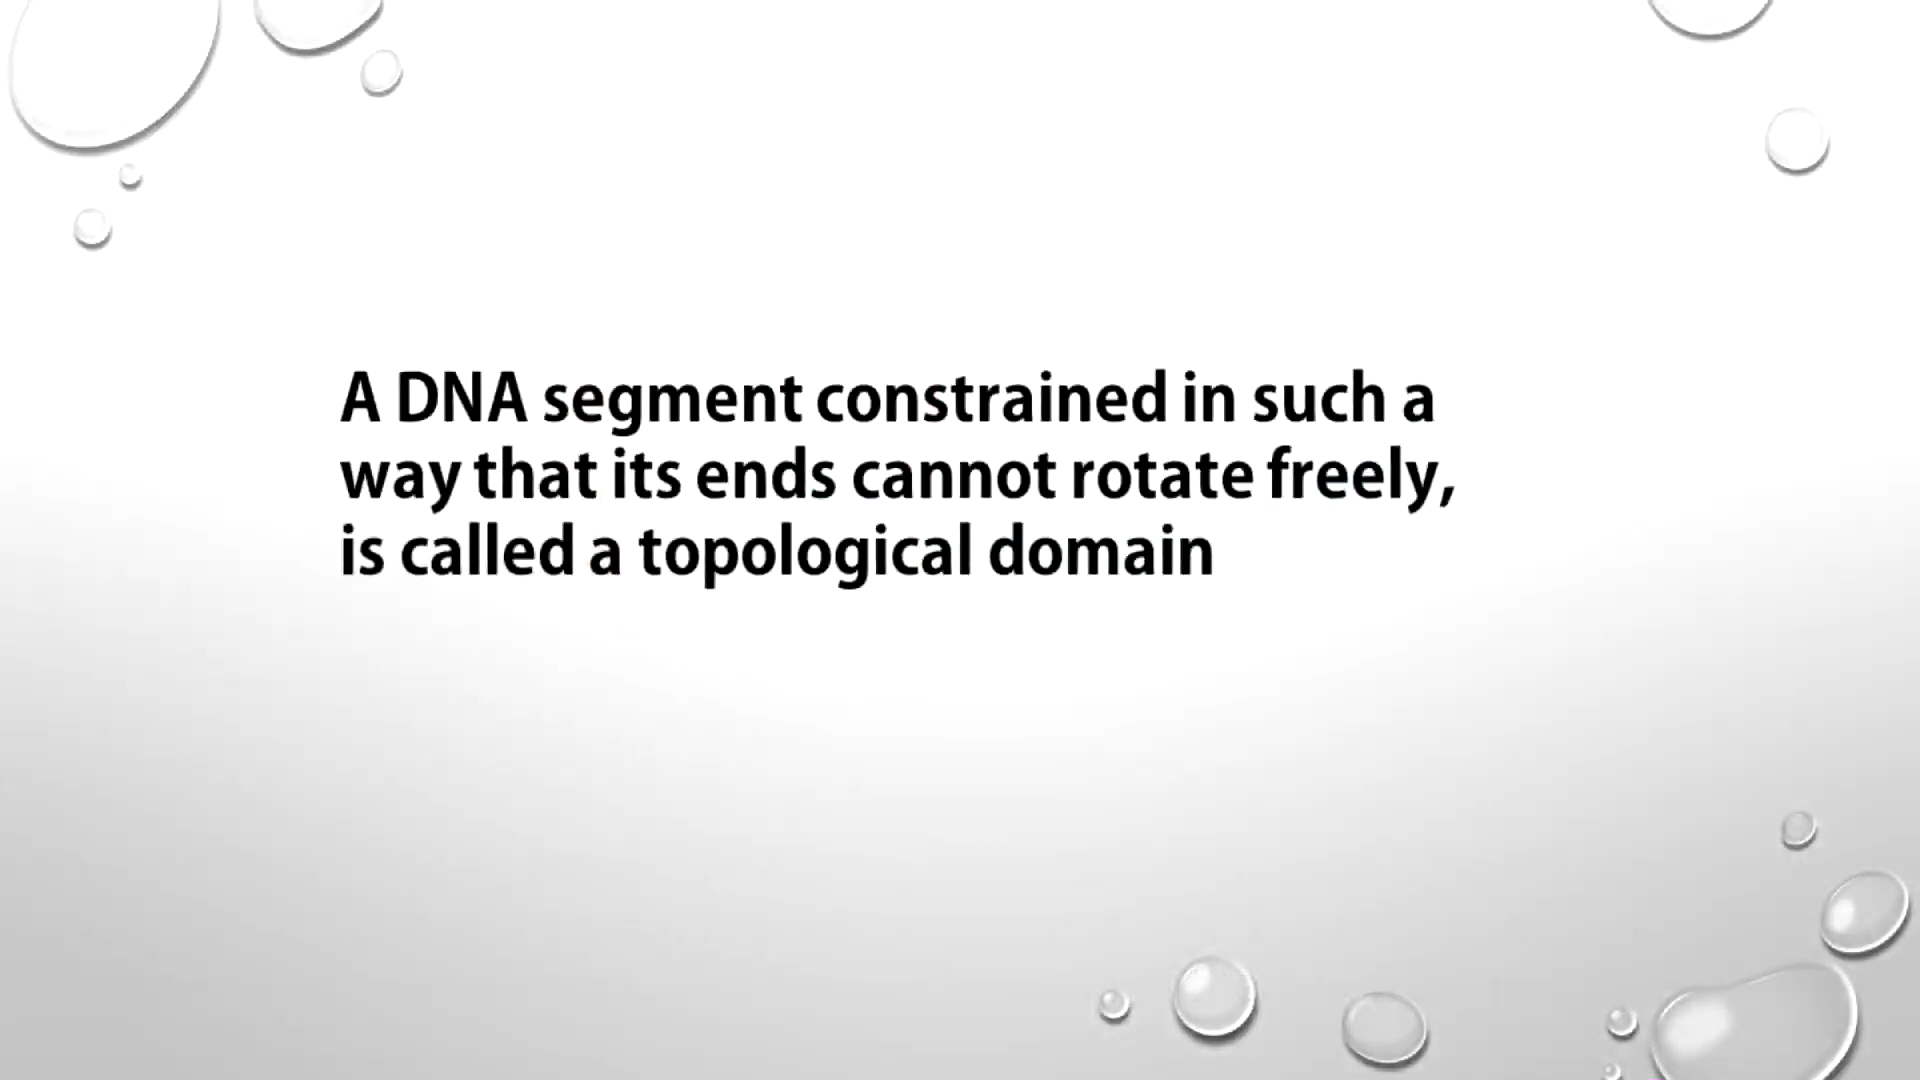 A DNA segment constrained in such a
way that its ends cannot rotate freely,
is called a topological domain